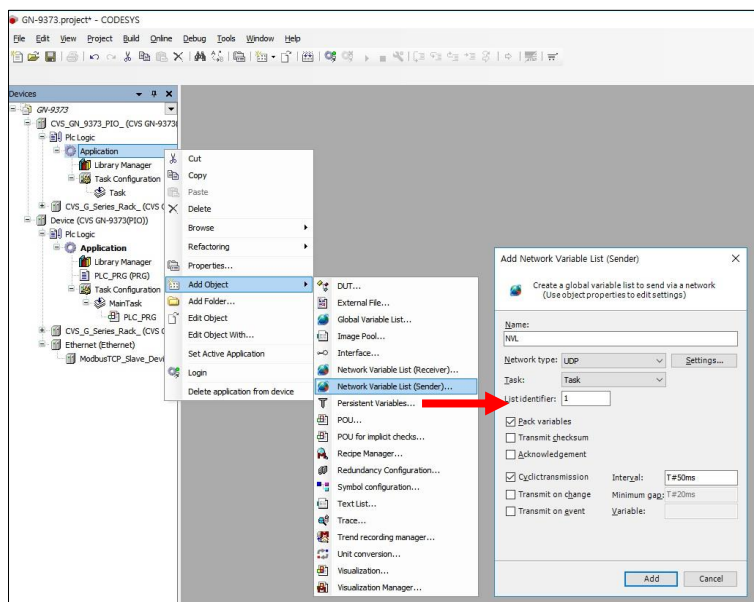 GN-9373.project* - CODESYS
File Edit View Project Build Online Debug Tools Window Help
Devices
GN-9373
CVS_GN_9373_PIO_ (CVS GN-9373(
Plc Logic
Application
Library Manager
Task Configuration
Task
CVS_G_Series_Rack_ (CVS G
Device (CVS GN-9373(PIO))
Plc Logic
Application
Library Manager
PLC_PRG (PRG)
Task Configuration
MainTask
PLC_PRG
CVS_G_Series_Rack_ (CVS G
Ethernet (Ethernet)
ModbusTCP_Slave_Devi
Cut
Copy
Paste
Delete
Browse
Refactoring
Properties...
Add Object
Add Folder...
Edit Object
Edit Object With...
Set Active Application
Login
Delete application from device
DUT...
External File...
Global Variable List...
Image Pool...
Interface...
Network Variable List (Receiver)...
Network Variable List (Sender)...
Persistent Variables...
POU...
POU for implicit checks...
Recipe Manager...
Redundancy Configuration...
Symbol configuration...
Text List...
Trace...
Trend recording manager...
Unit conversion...
Visualization...
Visualization Manager...
Add Network Variable List (Sender)
Create a global variable list to send via a network
(Use object properties to edit settings)
Name:
NVL
Network type: UDP Settings...
Task: Task
List identifier: 1
Pack variables
Transmit checksum
Acknowledgement
Cyclictransmission Interval: T#50ms
Transmit on change Minimum gap: T#20ms
Transmit on event Variable:
Add Cancel